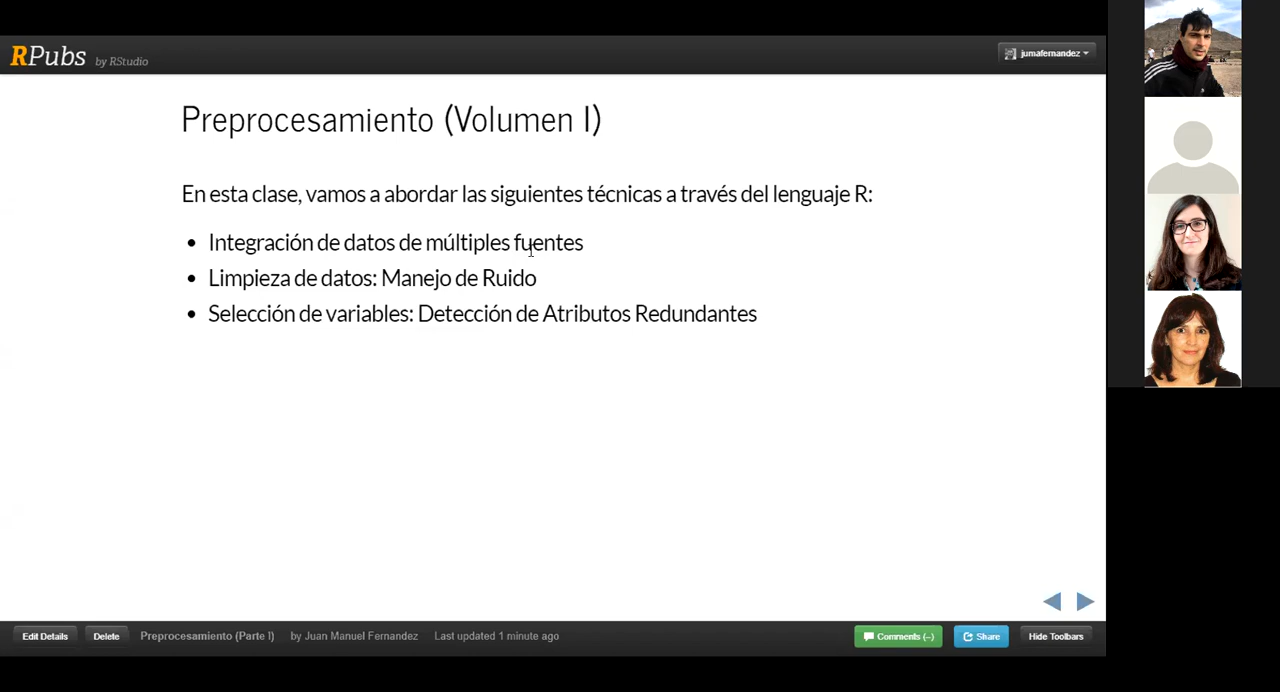 RPubs by RStudio
jumafernandez
Preprocesamiento (Volumen I)
En esta clase, vamos a abordar las siguientes técnicas a través del lenguaje R:
• Integración de datos de múltiples fuentes
• Limpieza de datos: Manejo de Ruido
• Selección de variables: Detección de Atributos Redundantes
Edit Details Delete Preprocesamiento (Parte I) by Juan Manuel Fernandez Last updated 1 minute ago Comments (–) Share Hide Toolbars